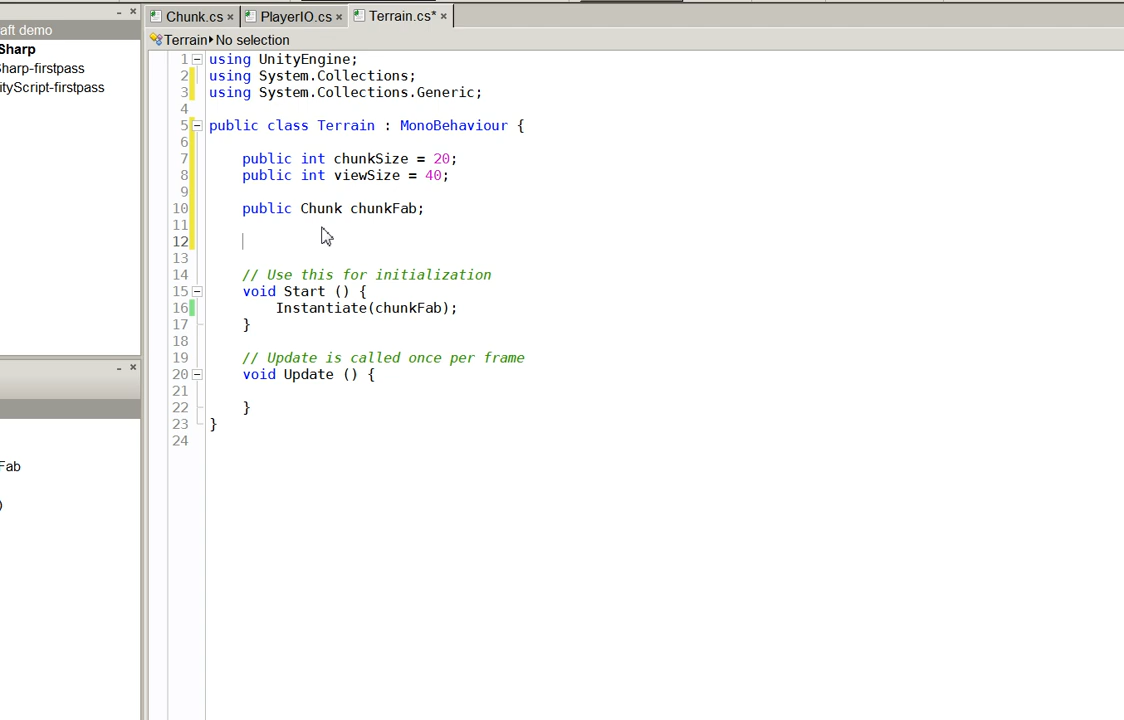 Chunk.cs × PlayerIO.cs × Terrain.cs* ×
aft demo
Sharp
harp-firstpass
ityScript-firstpass
Fab
)
Terrain▸No selection
1 using UnityEngine;
2 using System.Collections;
3 using System.Collections.Generic;
4
5 public class Terrain : MonoBehaviour {
6
7 public int chunkSize = 20;
8 public int viewSize = 40;
9
10 public Chunk chunkFab;
11
12
13
14 // Use this for initialization
15 void Start () {
16 Instantiate(chunkFab);
17 }
18
19 // Update is called once per frame
20 void Update () {
21
22 }
23 }
24